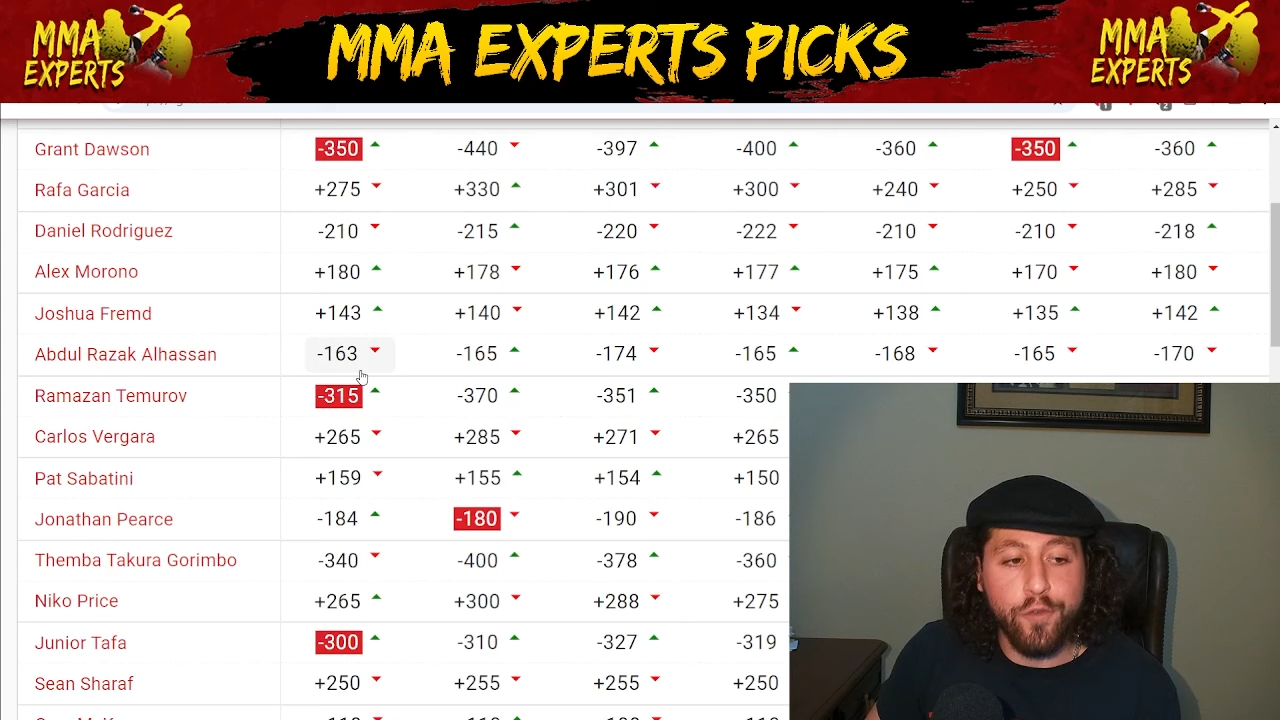 MMA EXPERTS
MMA EXPERTS PICKS
MMA EXPERTS
Grant Dawson -350 -440 -397 -400 -360 -350 -360
Rafa Garcia +275 +330 +301 +300 +240 +250 +285
Daniel Rodriguez -210 -215 -220 -222 -210 -210 -218
Alex Morono +180 +178 +176 +177 +175 +170 +180
Joshua Fremd +143 +140 +142 +134 +138 +135 +142
Abdul Razak Alhassan -163 -165 -174 -165 -168 -165 -170
Ramazan Temurov -315 -370 -351 -350
Carlos Vergara +265 +285 +271 +265
Pat Sabatini +159 +155 +154 +150
Jonathan Pearce -184 -180 -190 -186
Themba Takura Gorimbo -340 -400 -378 -360
Niko Price +265 +300 +288 +275
Junior Tafa -300 -310 -327 -319
Sean Sharaf +250 +255 +255 +250